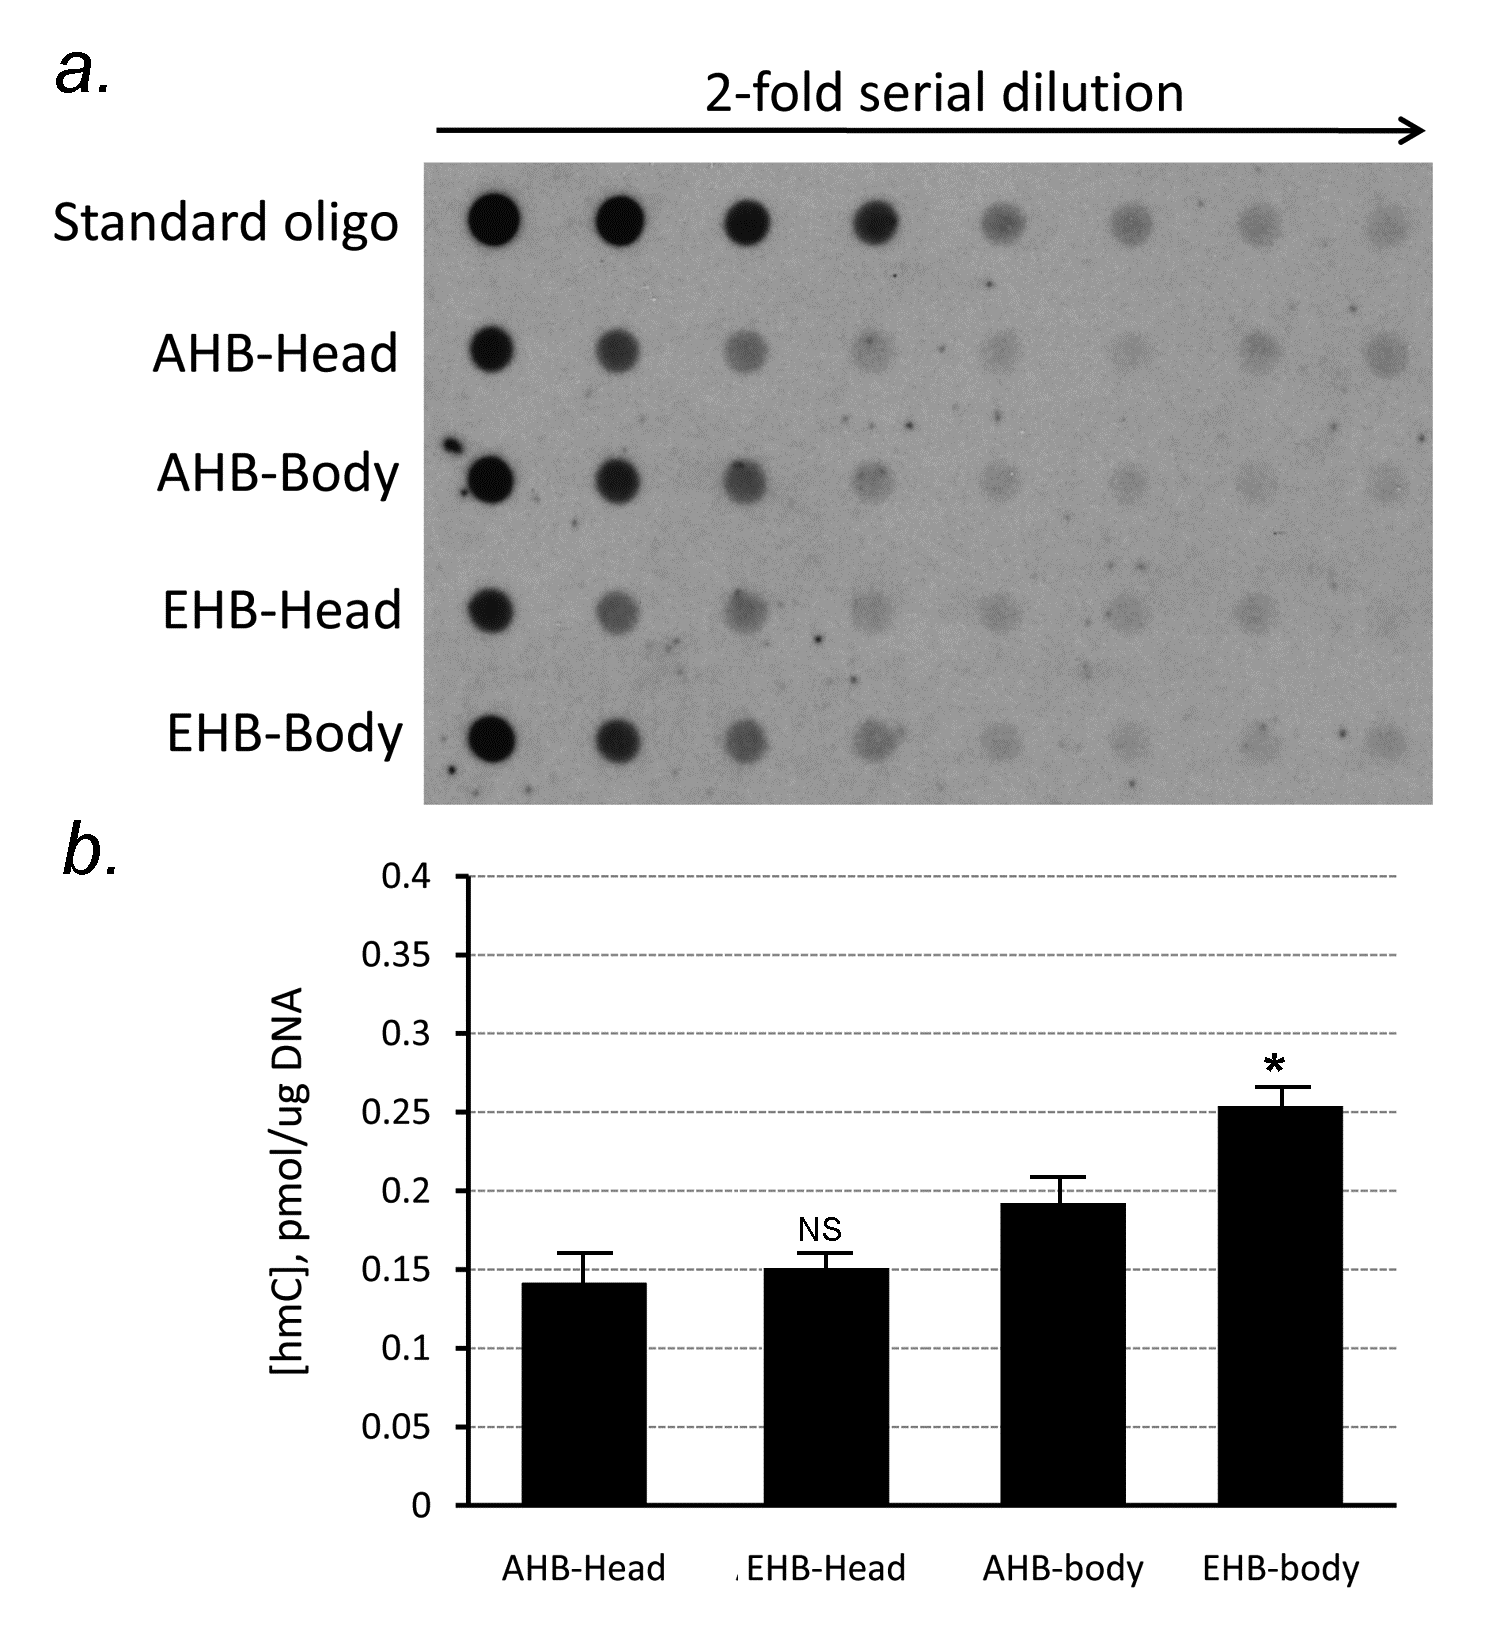 a.
2-fold serial dilution
Standard oligo
AHB-Head
AHB-Body
EHB-Head
EHB-Body
b.
0.4
0.35
0.3
0.25
0.2
0.15
0.1
0.05
0
[hmC], pmol/ug DNA
NS
*
AHB-Head
EHB-Head
AHB-body
EHB-body